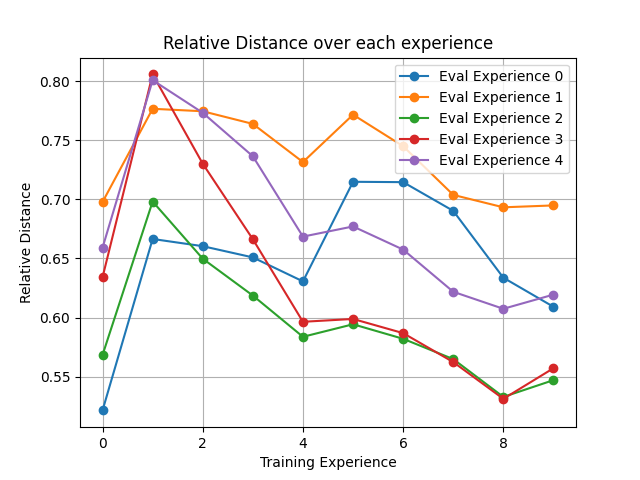 Relative Distance over each experience
Eval Experience 0
Eval Experience 1
Eval Experience 2
Eval Experience 3
Eval Experience 4
Relative Distance
0.80
0.75
0.70
0.65
0.60
0.55
0 2 4 6 8
Training Experience